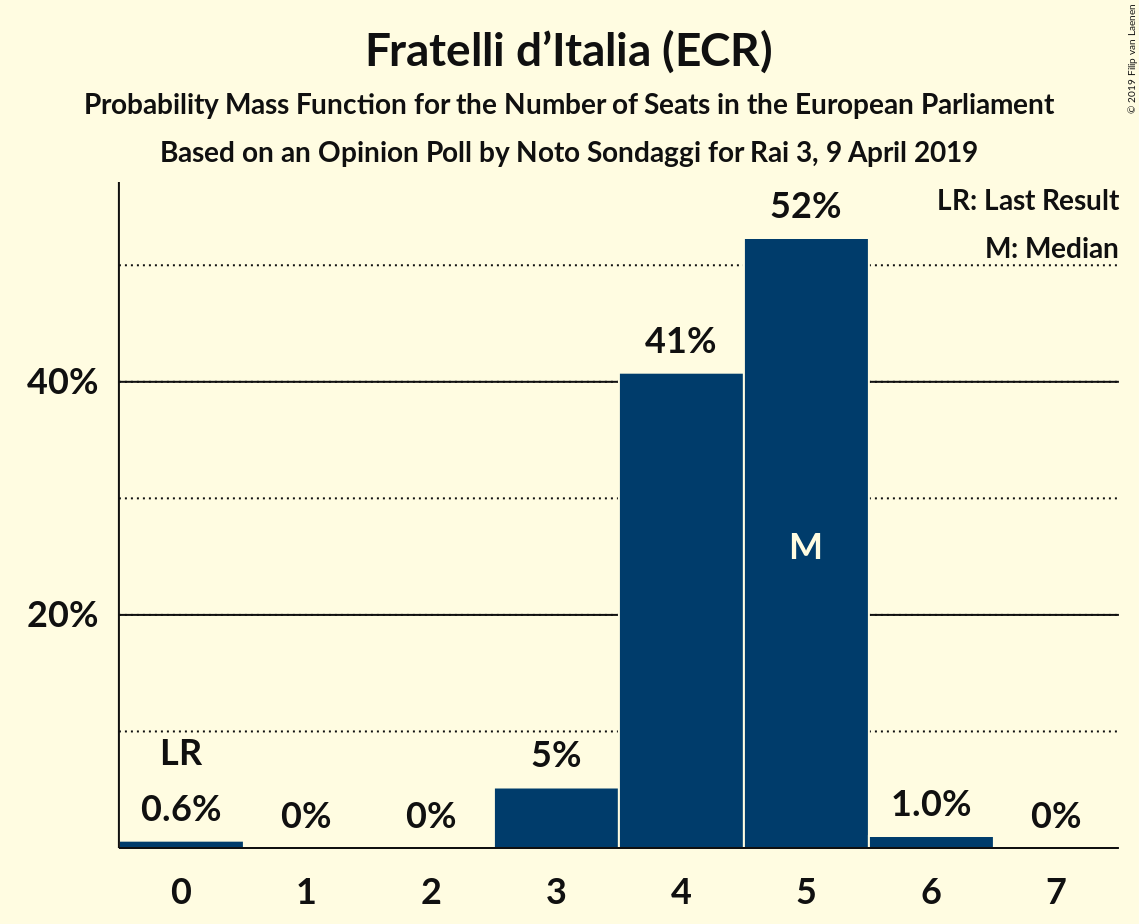 Fratelli d’Italia (ECR)
Probability Mass Function for the Number of Seats in the European Parliament
Based on an Opinion Poll by Noto Sondaggi for Rai 3, 9 April 2019
© 2019 Filip van Laenen
LR: Last Result
M: Median
52%
41%
40%
M
20%
LR
5%
0.6%
0%
0%
1.0%
0%
0 1 2 3 4 5 6 7